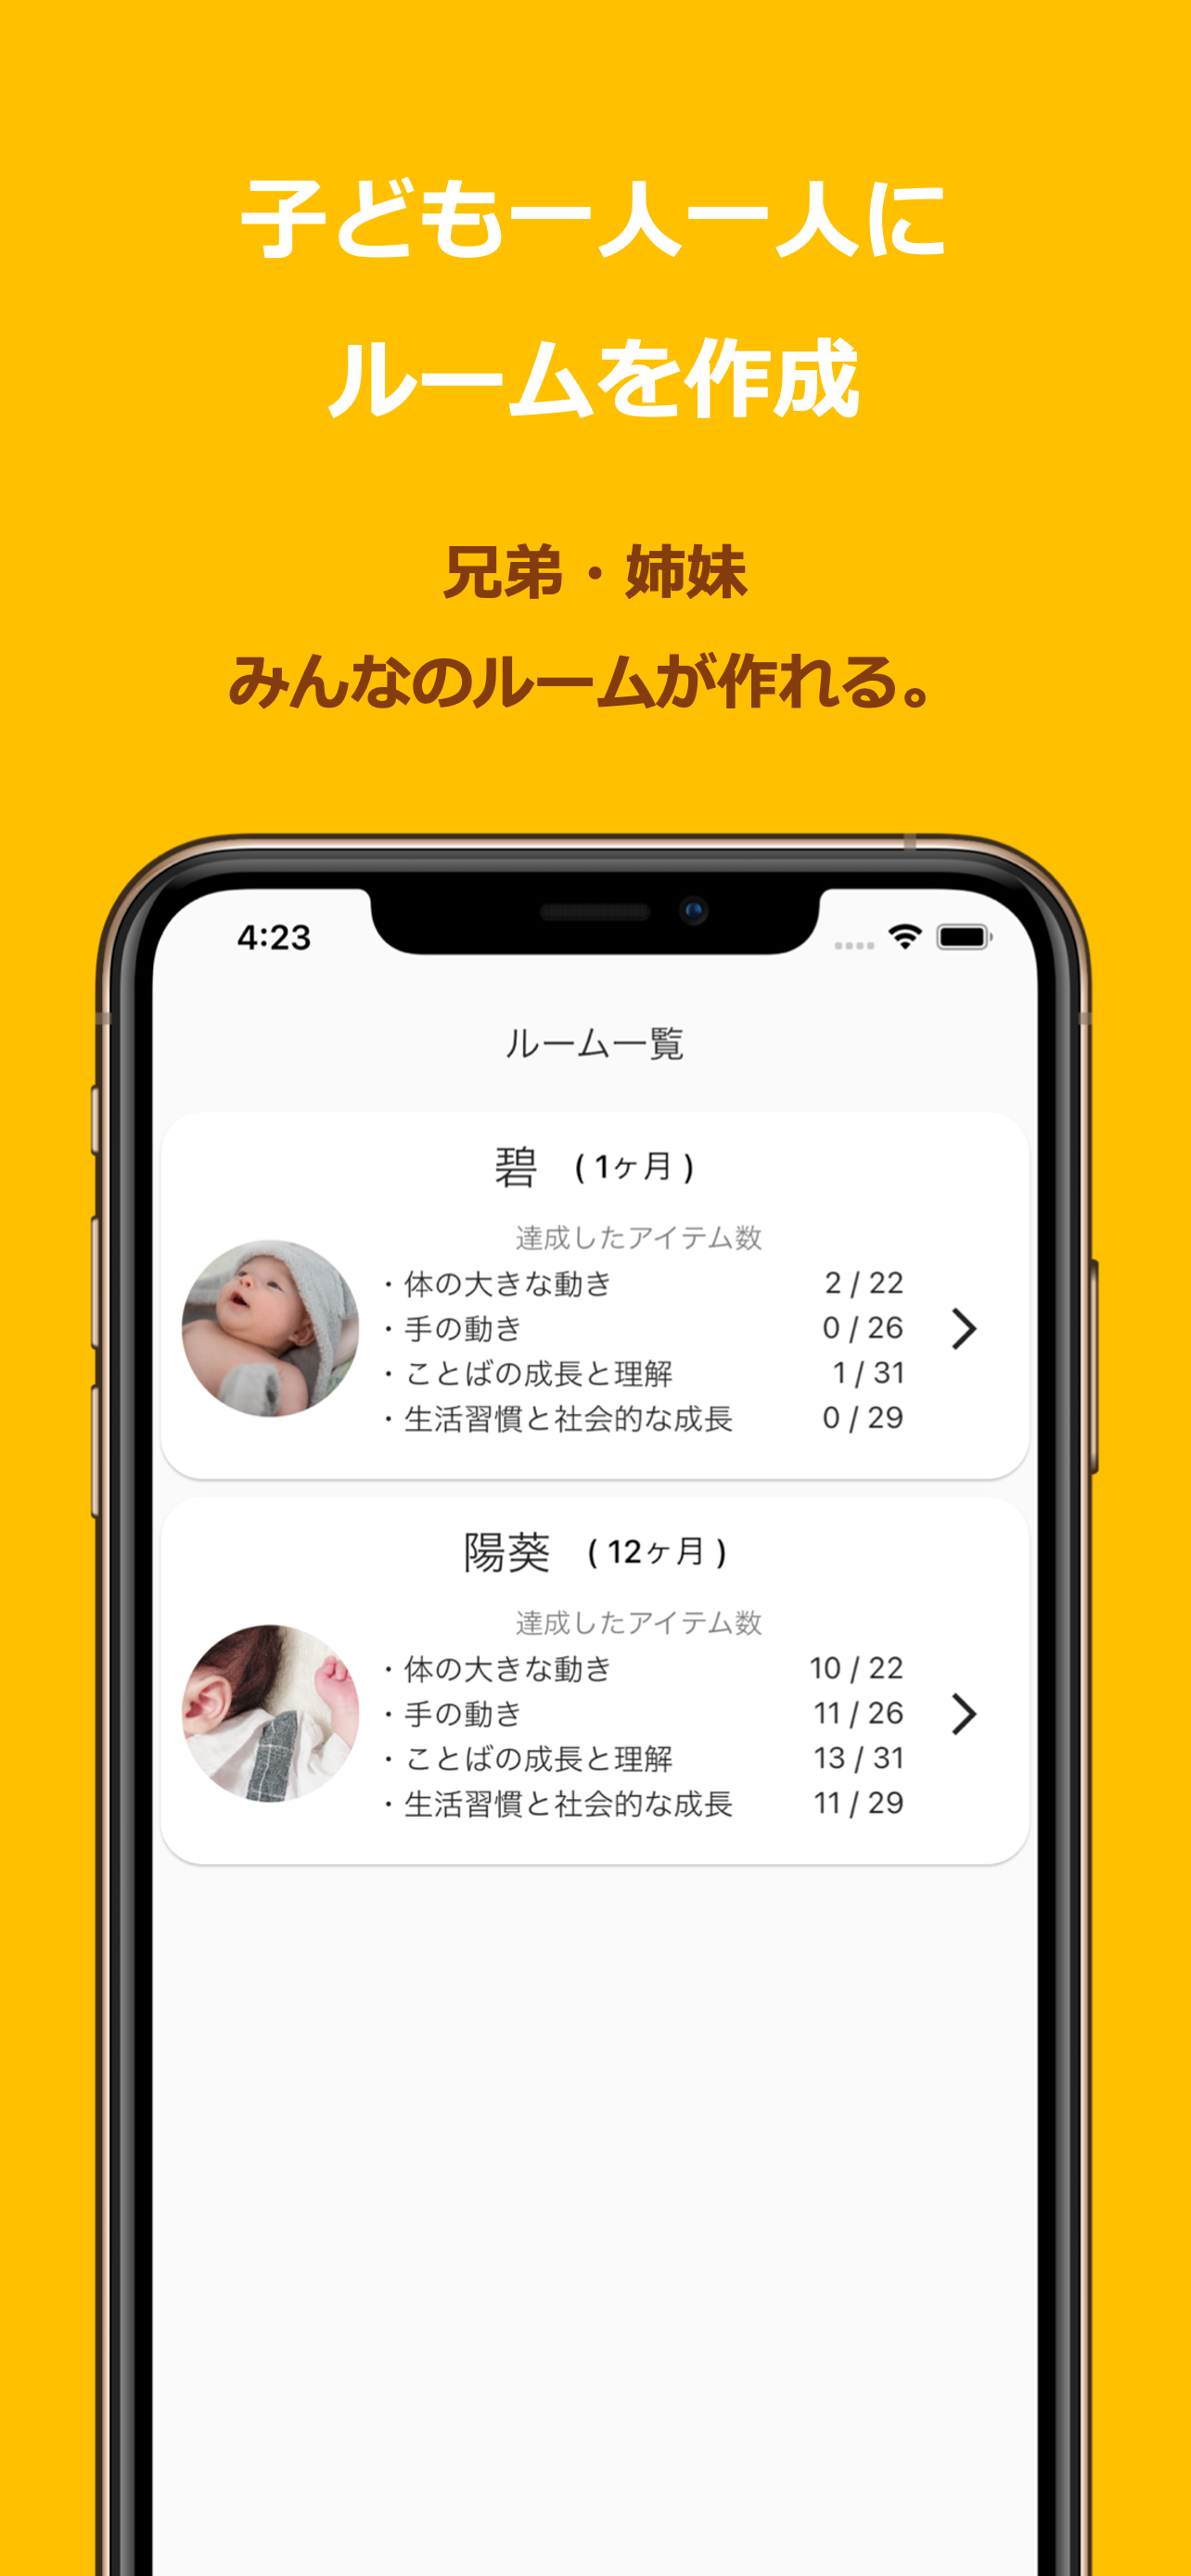 子ども一人一人に
ルームを作成
兄弟・姉妹
みんなのルームが作れる。
4:23
ルーム一覧
碧 ( 1ヶ月 )
達成したアイテム数
・体の大きな動き 2 / 22
・手の動き 0 / 26
・ことばの成長と理解 1 / 31
・生活習慣と社会的な成長 0 / 29
陽葵 ( 12ヶ月 )
達成したアイテム数
・体の大きな動き 10 / 22
・手の動き 11 / 26
・ことばの成長と理解 13 / 31
・生活習慣と社会的な成長 11 / 29